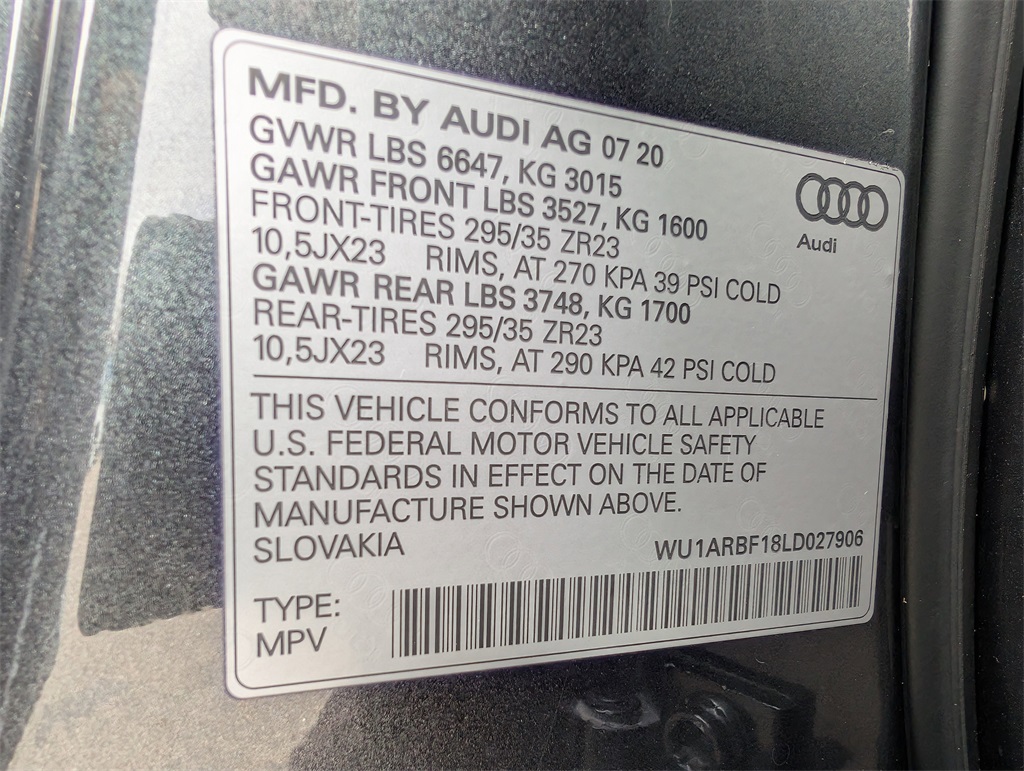 MFD. BY AUDI AG 07 20
GVWR LBS 6647, KG 3015
GAWR FRONT LBS 3527, KG 1600
FRONT-TIRES 295/35 ZR23
10,5JX23 RIMS, AT 270 KPA 39 PSI COLD
GAWR REAR LBS 3748, KG 1700
REAR-TIRES 295/35 ZR23
10,5JX23 RIMS, AT 290 KPA 42 PSI COLD
Audi
THIS VEHICLE CONFORMS TO ALL APPLICABLE
U.S. FEDERAL MOTOR VEHICLE SAFETY
STANDARDS IN EFFECT ON THE DATE OF
MANUFACTURE SHOWN ABOVE.
SLOVAKIA WU1ARBF18LD027906
TYPE:
MPV